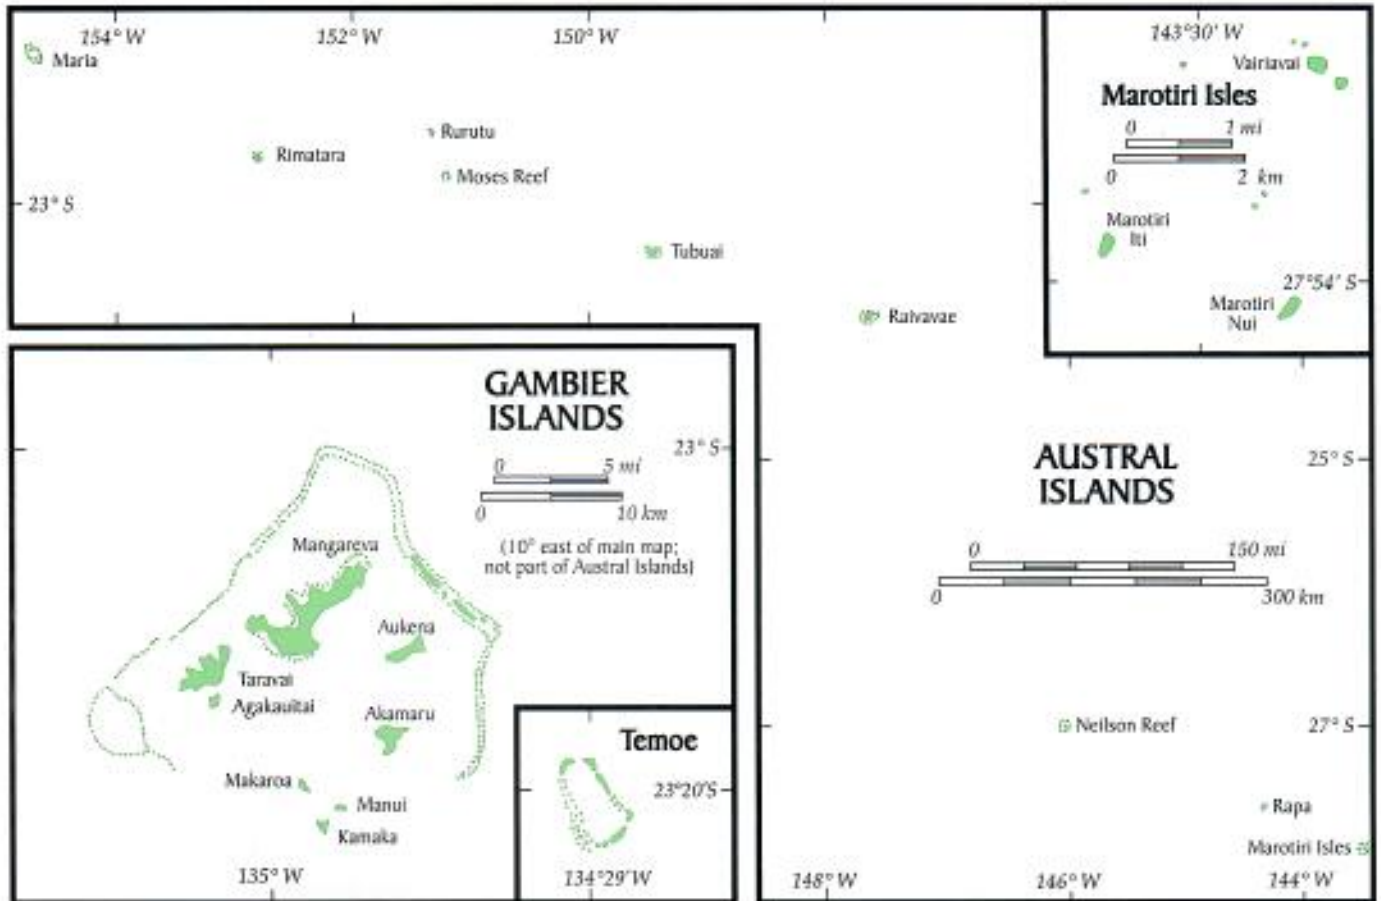 154° W
152° W
150° W
Maria
Rurutu
Rimatara
Moses Reef
23° S
Tubuai
Raivavae
143°30' W
Vairiavai
Marotiri Isles
0 1 mi
0 2 km
Marotiri
Iti
27°54' S
Marotiri
Nui
GAMBIER
ISLANDS
23° S
0 5 mi
0 10 km
(10° east of main map;
not part of Austral Islands)
Mangareva
Aukena
Taravai
Agakauitai
Akamaru
Makaroa
Manui
Kamaka
135° W
Temoe
23°20'S
134°29'W
AUSTRAL
ISLANDS
25° S
0 150 mi
0 300 km
Neilson Reef
27° S
Rapa
Marotiri Isles
148° W
146° W
144° W